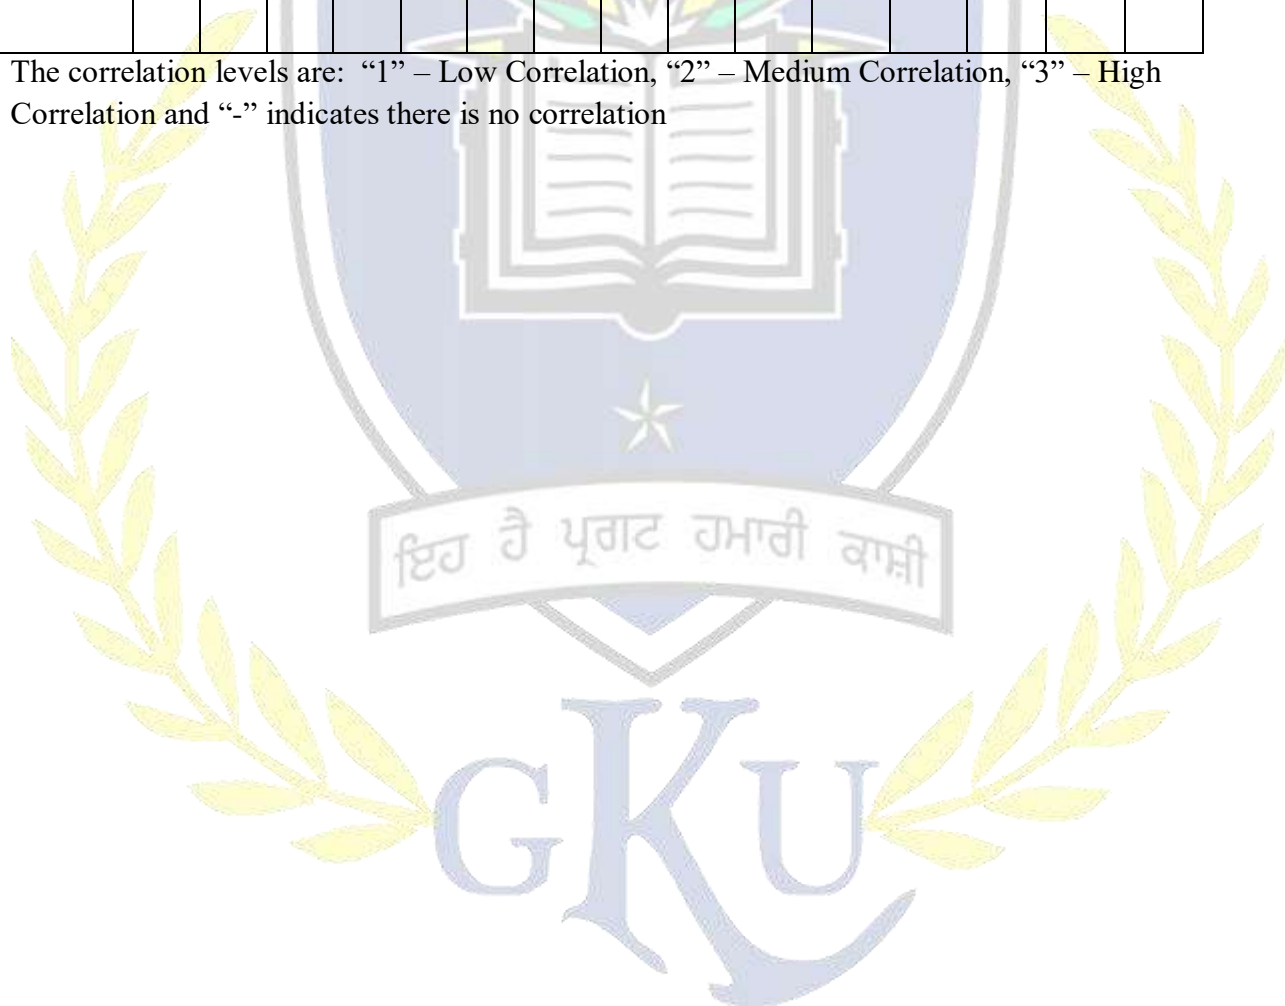 The correlation levels are:  “1” – Low Correlation, “2” – Medium Correlation, “3” – High
Correlation and “-” indicates there is no correlation
ਇਹ ਹੈ ਪ੍ਰਗਟ ਹਮਾਰੀ ਕਾਸ਼ੀ
GKU